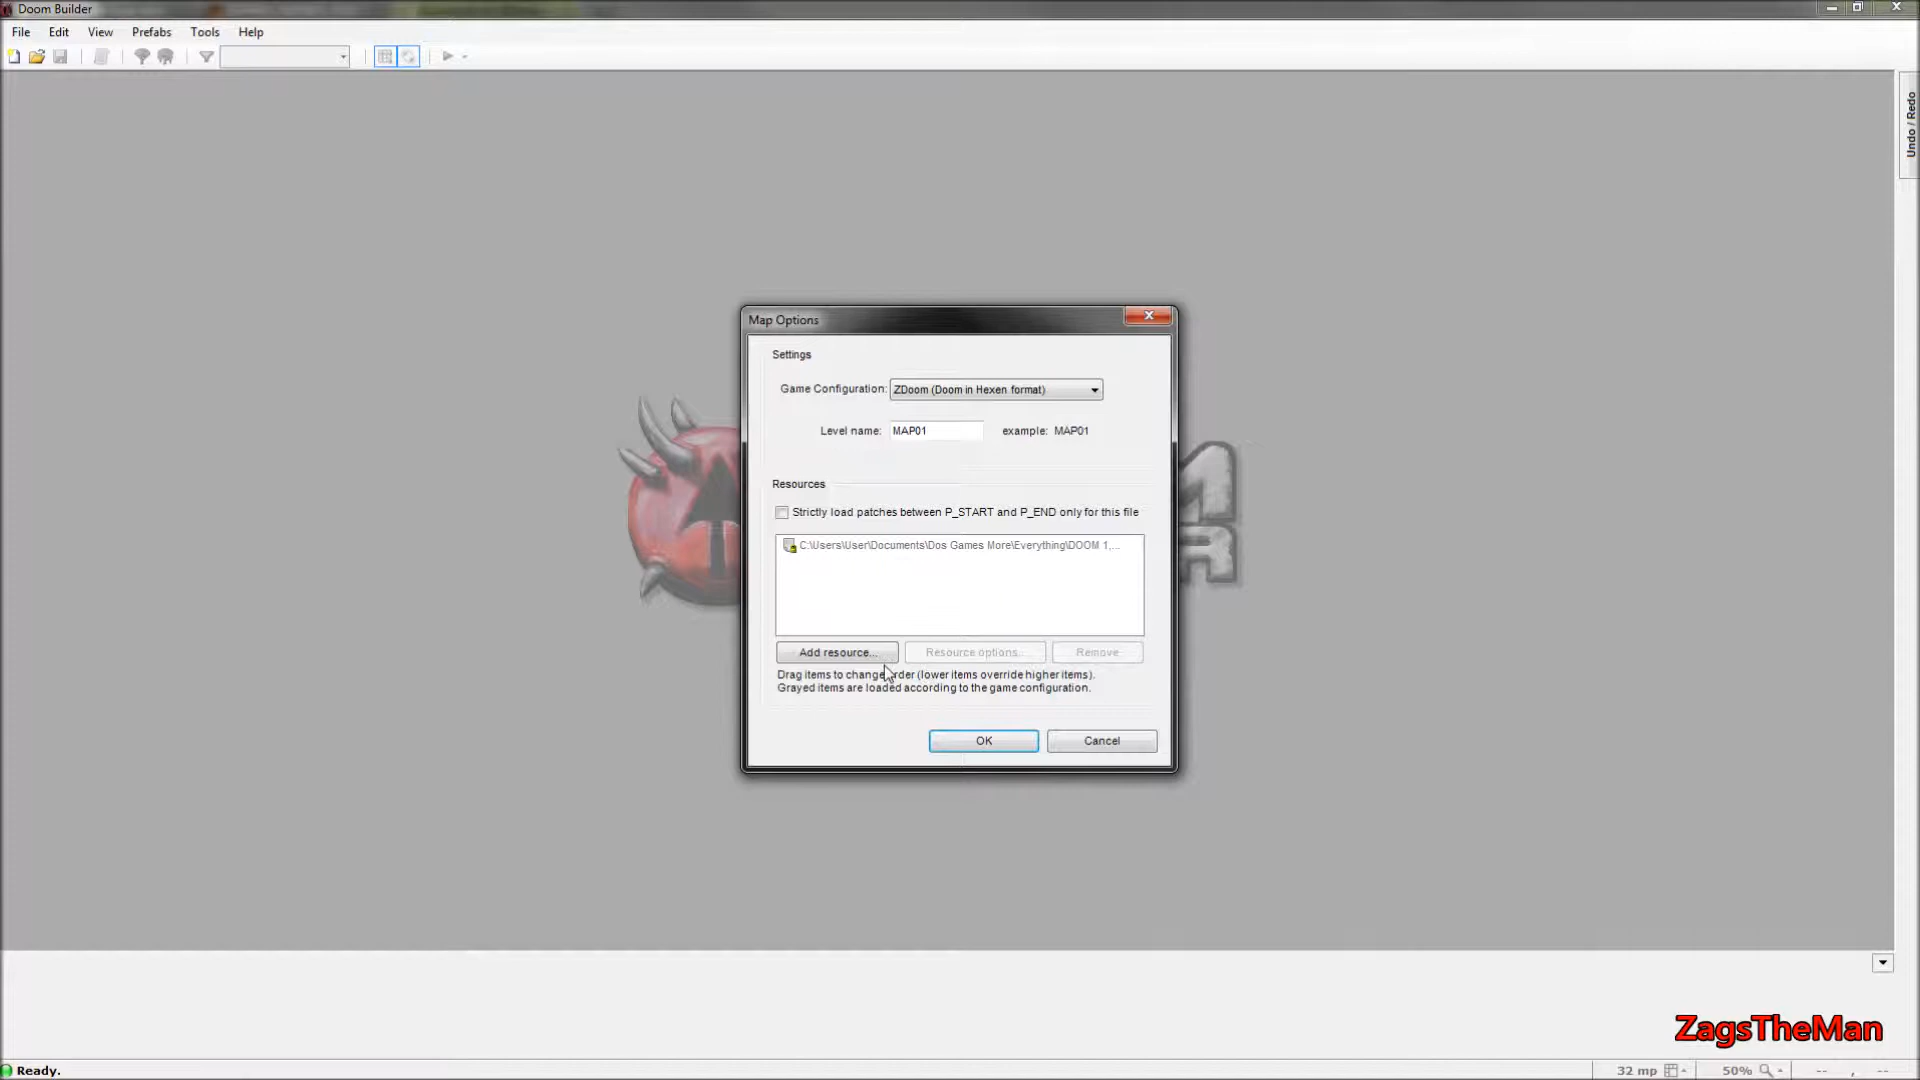 Doom Builder
File Edit View Prefabs Tools Help
Undo / Redo
Map Options
Settings
Game Configuration: ZDoom (Doom in Hexen format)
Level name: MAP01 example: MAP01
Resources
Strictly load patches between P_START and P_END only for this file
C:\Users\User\Documents\Dos Games More\Everything\DOOM 1,...
Add resource... Resource options... Remove
Drag items to change order (lower items override higher items).
Grayed items are loaded according to the game configuration.
OK Cancel
ZagsTheMan
Ready. 32 mp 50% -- , --